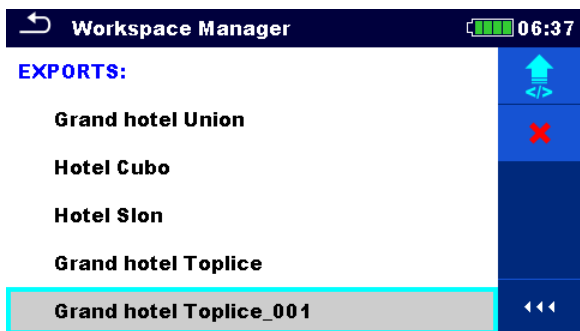 Workspace Manager 06:37
EXPORTS:
</>
Grand hotel Union
Hotel Cubo
Hotel Slon
Grand hotel Toplice
Grand hotel Toplice_001